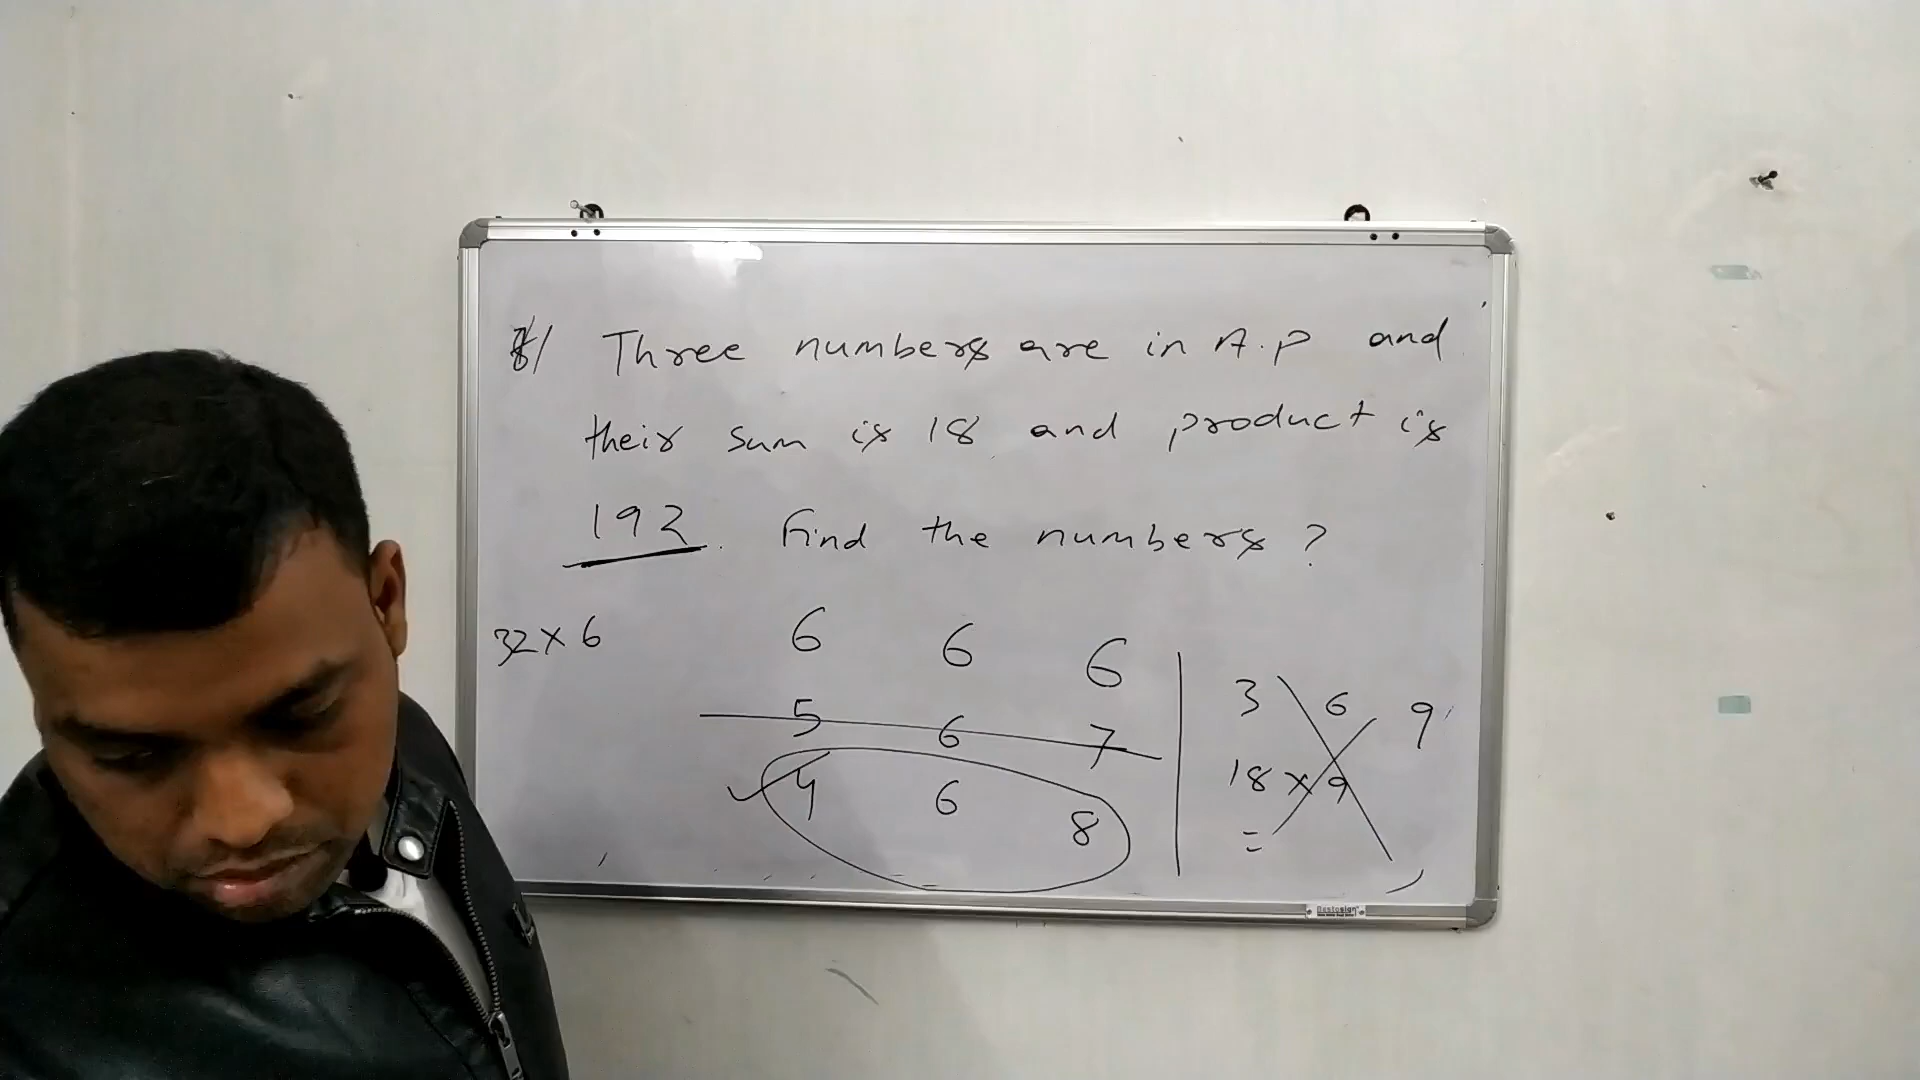 Three numbers are in A.P and
their sum is 18 and product is
192. Find the numbers ?
32 x 6
6 6 6
5 6 7
4 6 8
3 6 9
18 x 9
=